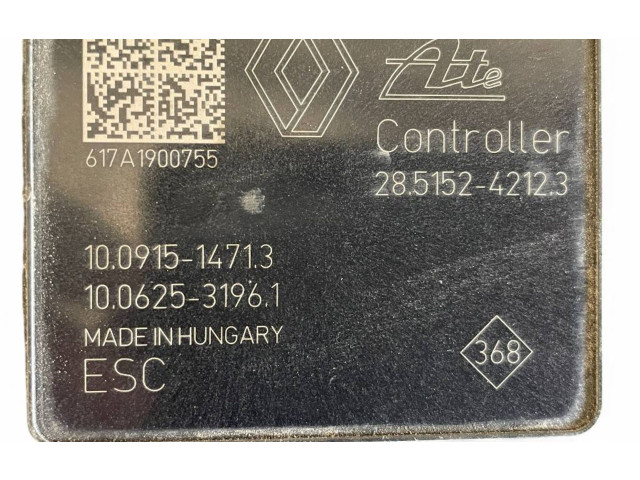 Ate
617A1900755
Controller
28.5152-4212.3
10.0915-1471.3
10.0625-3196.1
MADE IN HUNGARY
ESC
368